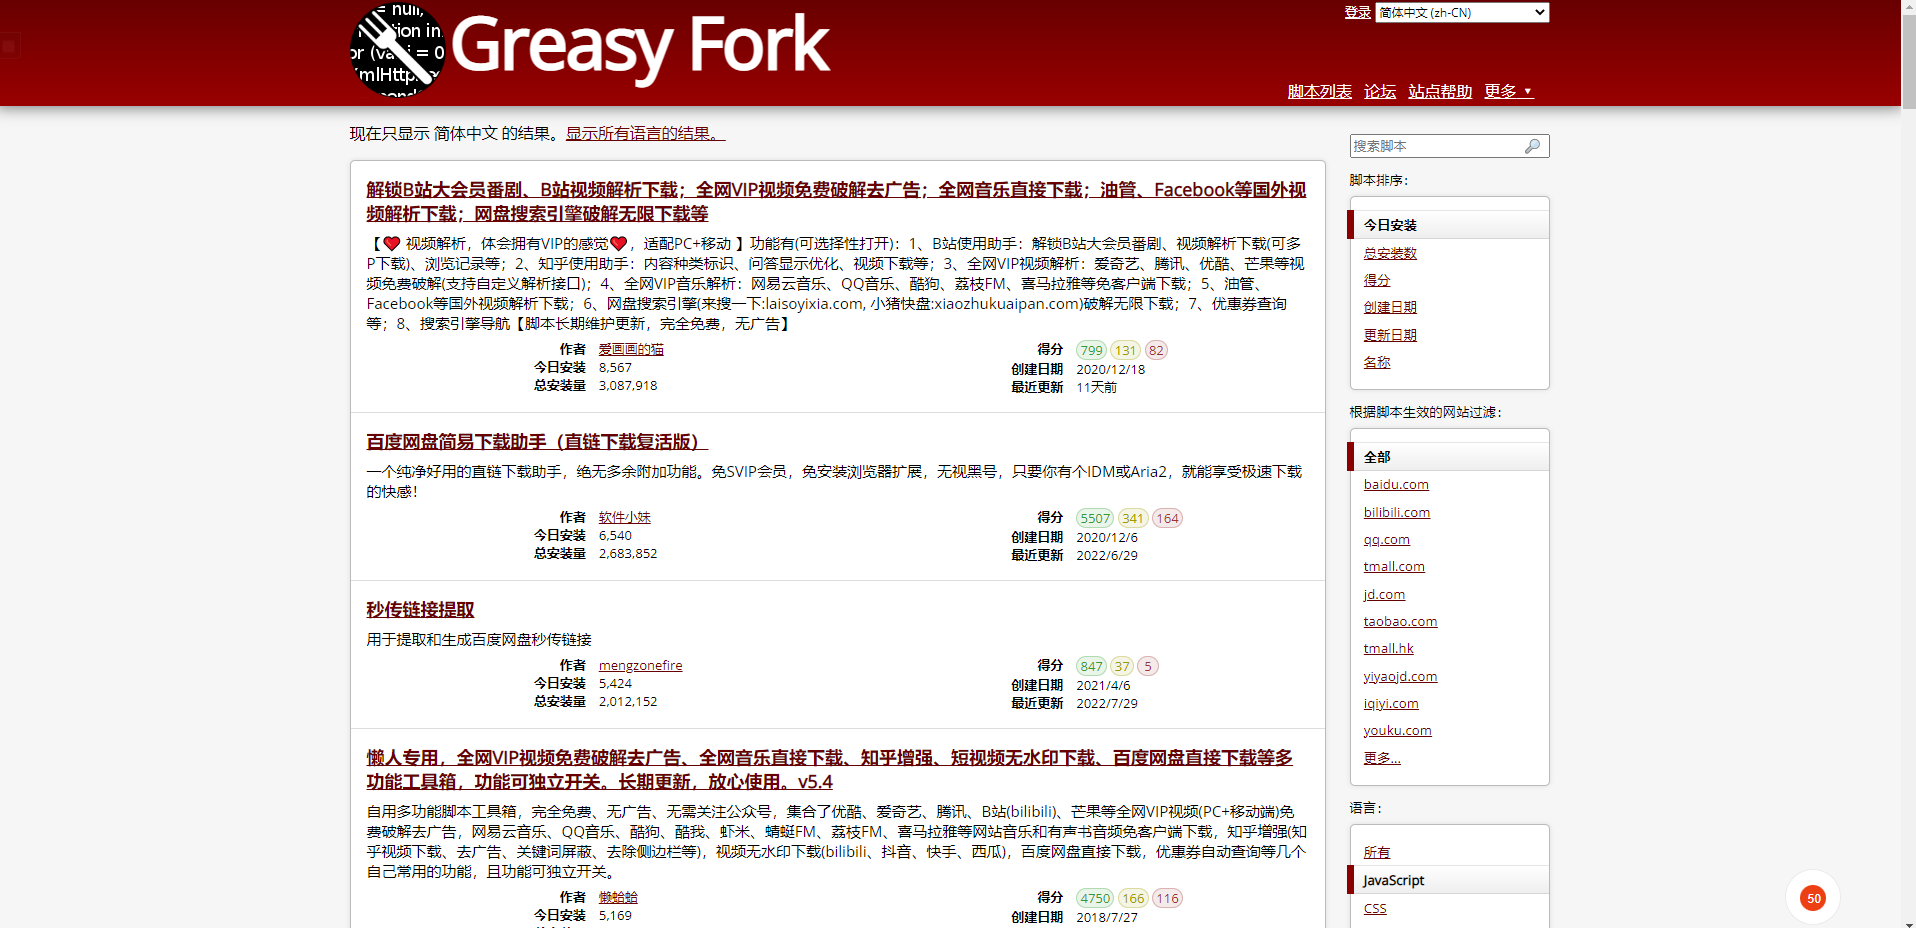 = null,
nction in
or (va i = 0
XmlHttp
cond
Greasy Fork
登录 简体中文 (zh-CN)
脚本列表 论坛 站点帮助 更多 ▼
现在只显示 简体中文 的结果。显示所有语言的结果。
解锁B站大会员番剧、B站视频解析下载；全网VIP视频免费破解去广告；全网音乐直接下载；油管、Facebook等国外视
频解析下载；网盘搜索引擎破解无限下载等
【❤️ 视频解析，体会拥有VIP的感觉❤️，适配PC+移动 】功能有(可选择性打开)：1、B站使用助手：解锁B站大会员番剧、视频解析下载(可多
P下载)、浏览记录等；2、知乎使用助手：内容种类标识、问答显示优化、视频下载等；3、全网VIP视频解析：爱奇艺、腾讯、优酷、芒果等视
频免费破解(支持自定义解析接口)；4、全网VIP音乐解析：网易云音乐、QQ音乐、酷狗、荔枝FM、喜马拉雅等免客户端下载；5、油管、
Facebook等国外视频解析下载；6、网盘搜索引擎(来搜一下:laisoyixia.com, 小猪快盘:xiaozhukuaipan.com)破解无限下载；7、优惠券查询
等；8、搜索引擎导航【脚本长期维护更新，完全免费，无广告】
作者 爱画画的猫
今日安装 8,567
总安装量 3,087,918
得分 799 131 82
创建日期 2020/12/18
最近更新 11天前
百度网盘简易下载助手（直链下载复活版）
一个纯净好用的直链下载助手，绝无多余附加功能。免SVIP会员，免安装浏览器扩展，无视黑号，只要你有个IDM或Aria2，就能享受极速下载
的快感！
作者 软件小妹
今日安装 6,540
总安装量 2,683,852
得分 5507 341 164
创建日期 2020/12/6
最近更新 2022/6/29
秒传链接提取
用于提取和生成百度网盘秒传链接
作者 mengzonefire
今日安装 5,424
总安装量 2,012,152
得分 847 37 5
创建日期 2021/4/6
最近更新 2022/7/29
懒人专用，全网VIP视频免费破解去广告、全网音乐直接下载、知乎增强、短视频无水印下载、百度网盘直接下载等多
功能工具箱，功能可独立开关。长期更新，放心使用。v5.4
自用多功能脚本工具箱，完全免费、无广告、无需关注公众号，集合了优酷、爱奇艺、腾讯、B站(bilibili)、芒果等全网VIP视频(PC+移动端)免
费破解去广告，网易云音乐、QQ音乐、酷狗、酷我、虾米、蜻蜓FM、荔枝FM、喜马拉雅等网站音乐和有声书音频免客户端下载，知乎增强(知
乎视频下载、去广告、关键词屏蔽、去除侧边栏等)，视频无水印下载(bilibili、抖音、快手、西瓜)，百度网盘直接下载，优惠券自动查询等几个
自己常用的功能，且功能可独立开关。
作者 懒蛤蛤
今日安装 5,169
得分 4750 166 116
创建日期 2018/7/27
搜索脚本
脚本排序：
今日安装
总安装数
得分
创建日期
更新日期
名称
根据脚本生效的网站过滤：
全部
baidu.com
bilibili.com
qq.com
tmall.com
jd.com
taobao.com
tmall.hk
yiyaojd.com
iqiyi.com
youku.com
更多...
语言：
所有
JavaScript
CSS
50